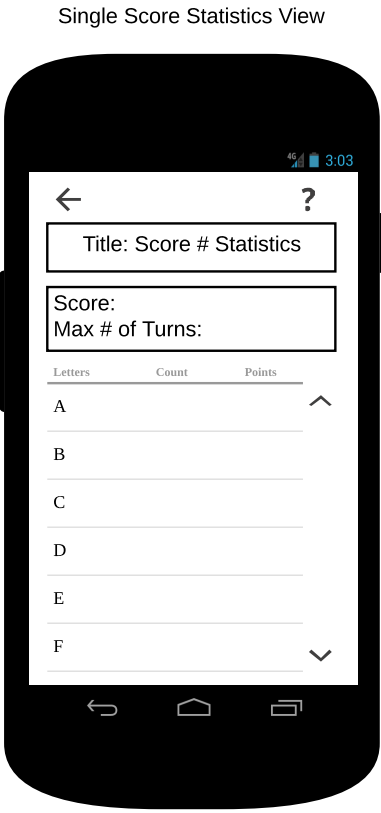 Single Score Statistics View
4G 3:03
?
Title: Score # Statistics
Score:
Max # of Turns:
Letters Count Points
A
B
C
D
E
F